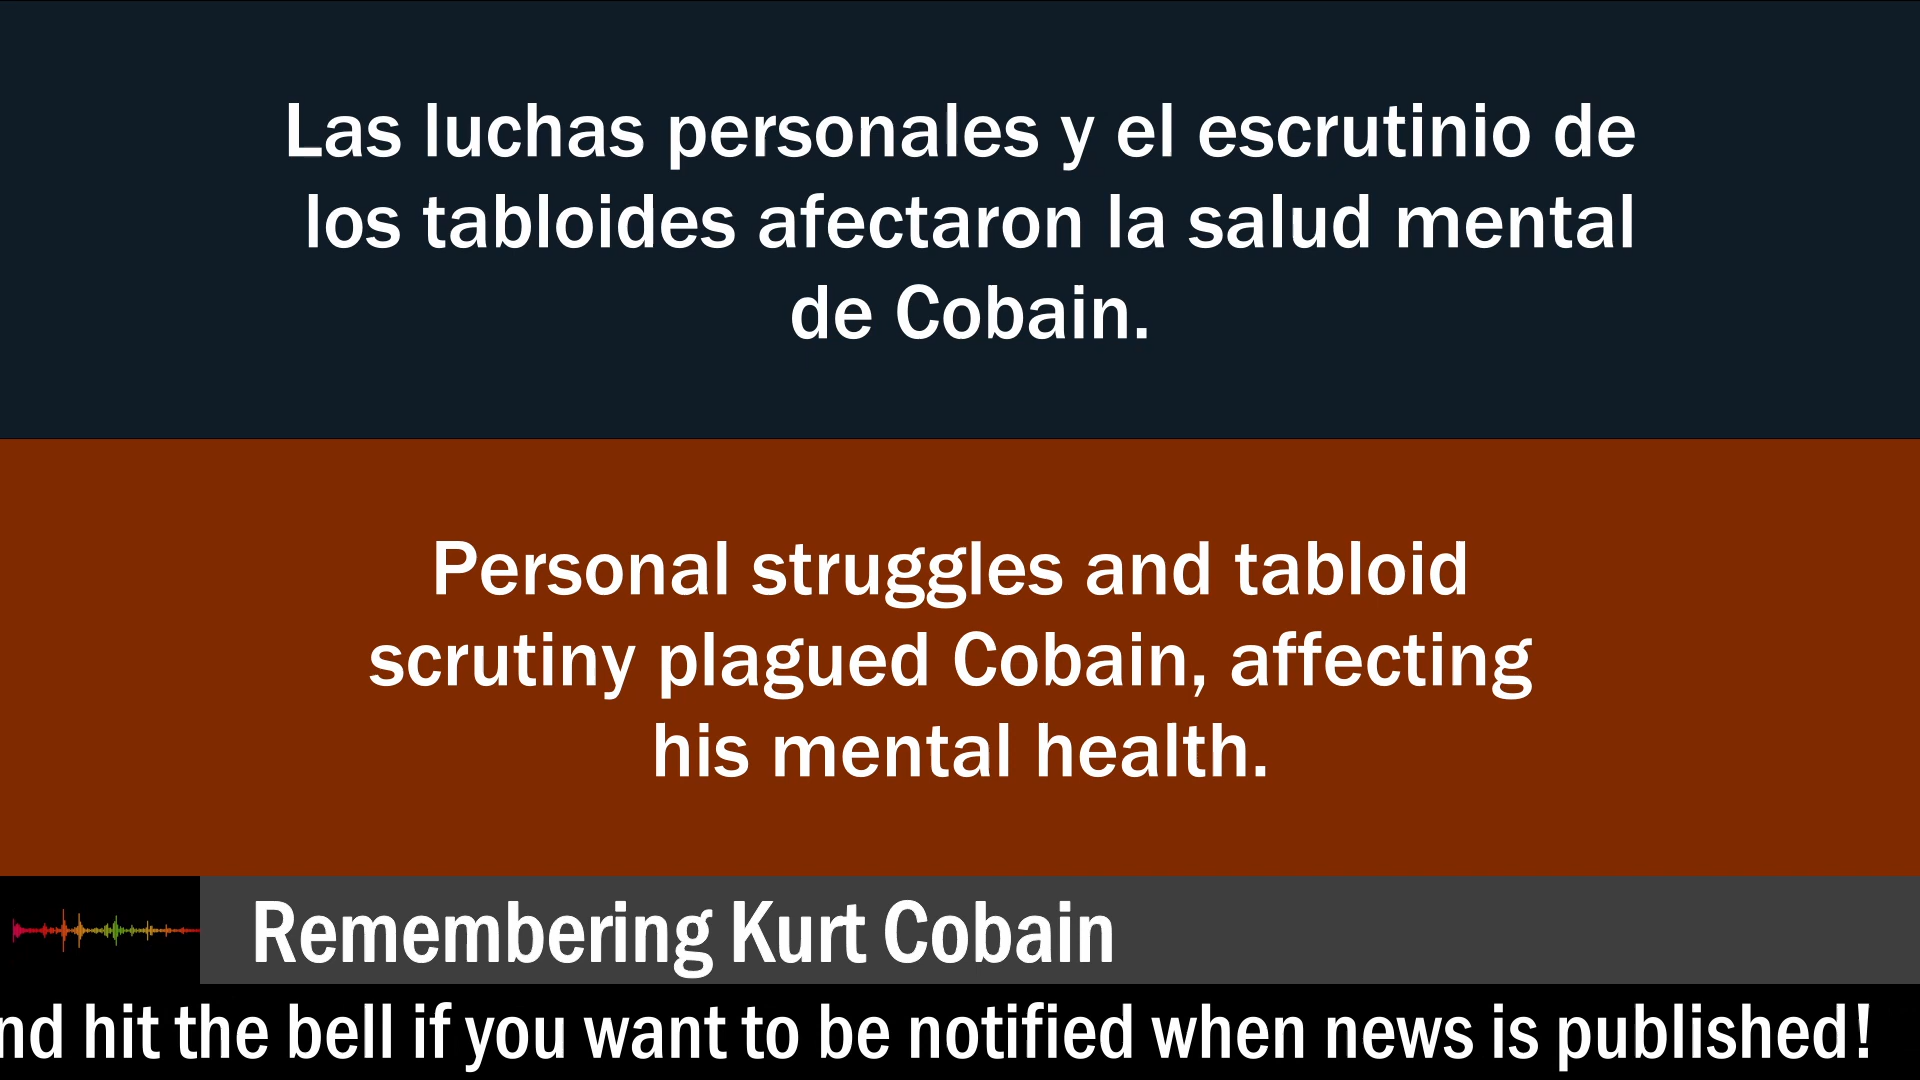 Las luchas personales y el escrutinio de
los tabloides afectaron la salud mental
de Cobain.
Personal struggles and tabloid
scrutiny plagued Cobain, affecting
his mental health.
Remembering Kurt Cobain
hit the bell if you want to be notified when news is published!